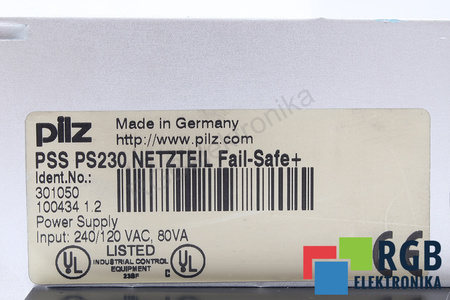 pilz
Made in Germany
http://www.pilz.com
PSS PS230 NETZTEIL Fail-Safe+
Ident.No.:
301050
100434 1.2
Power Supply
Input: 240/120 VAC, 80VA
UL
LISTED
INDUSTRIAL CONTROL
EQUIPMENT
23BF
C
UL
RGB
ELEKTRONIKA